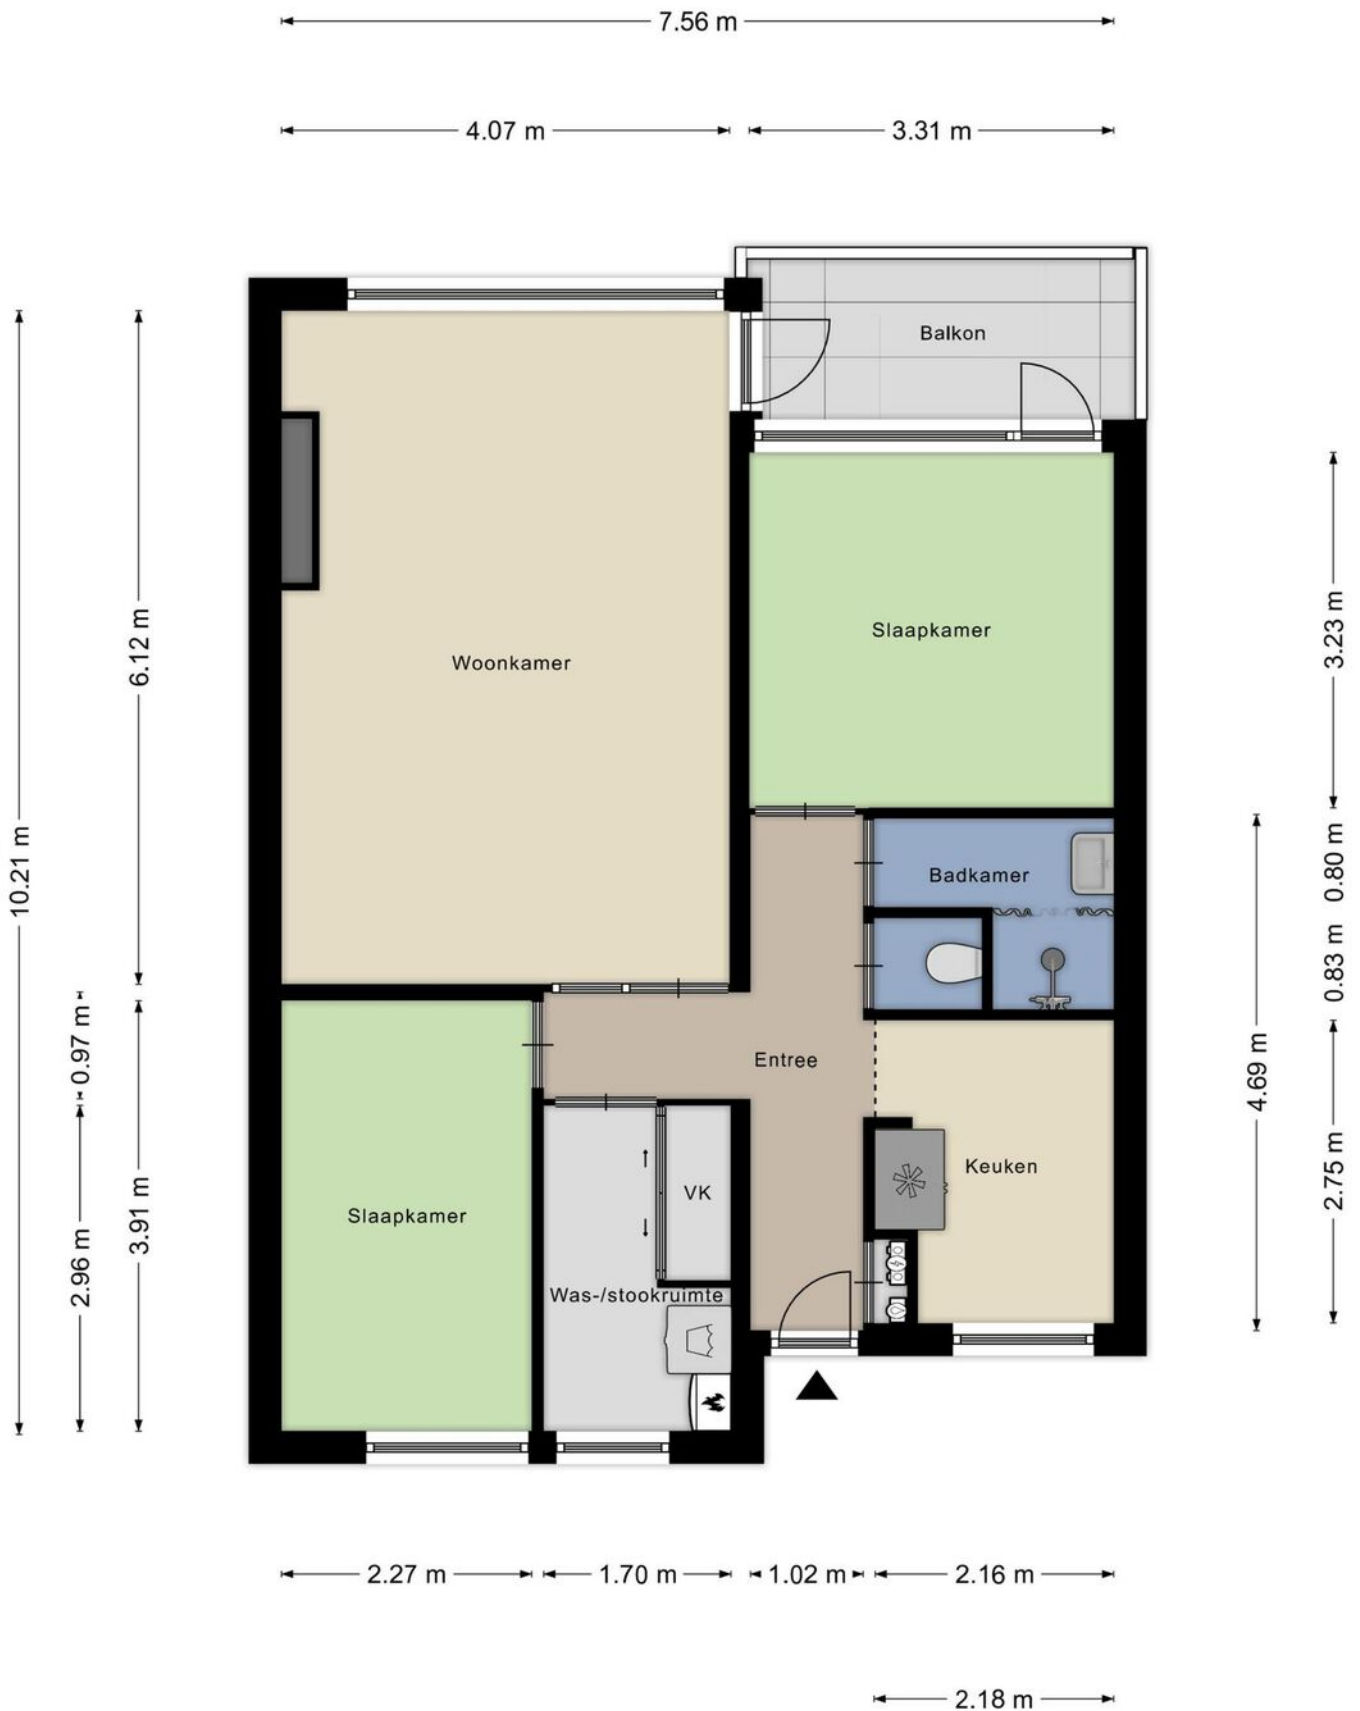 7.56 m
4.07 m
3.31 m
Balkon
Slaapkamer
Woonkamer
6.12 m
3.23 m
10.21 m
Badkamer
0.80 m
0.83 m
0.97 m
Entree
4.69 m
Keuken
2.75 m
VK
Slaapkamer
3.91 m
2.96 m
Was-/stookruimte
2.27 m
1.70 m
1.02 m
2.16 m
2.18 m